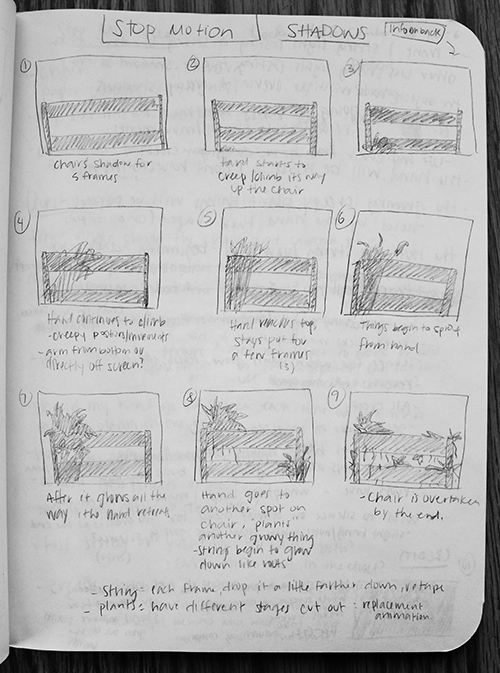 STOP MOTION SHADOWS
info on back
1
Chair's shadow for
5 frames
2
Hand starts to
creep/climb its way
up the chair
3
4
Hand continues to climb
-creepy positions/movements
-arm from bottom or
directly off screen?
5
Hand reaches top,
stays put for
a few frames
(3)
6
Things begin to sprout
from hand
7
After it grows all the
way the hand retreats
8
Hand goes to
another spot on
chair, "plants"
another growy thing
-string begin to grow
down like roots
9
-Chair is overtaken
by the end.
- String - each frame, drop it a little farther down, retape
- plants: have different stages cut out - replacement
animation.